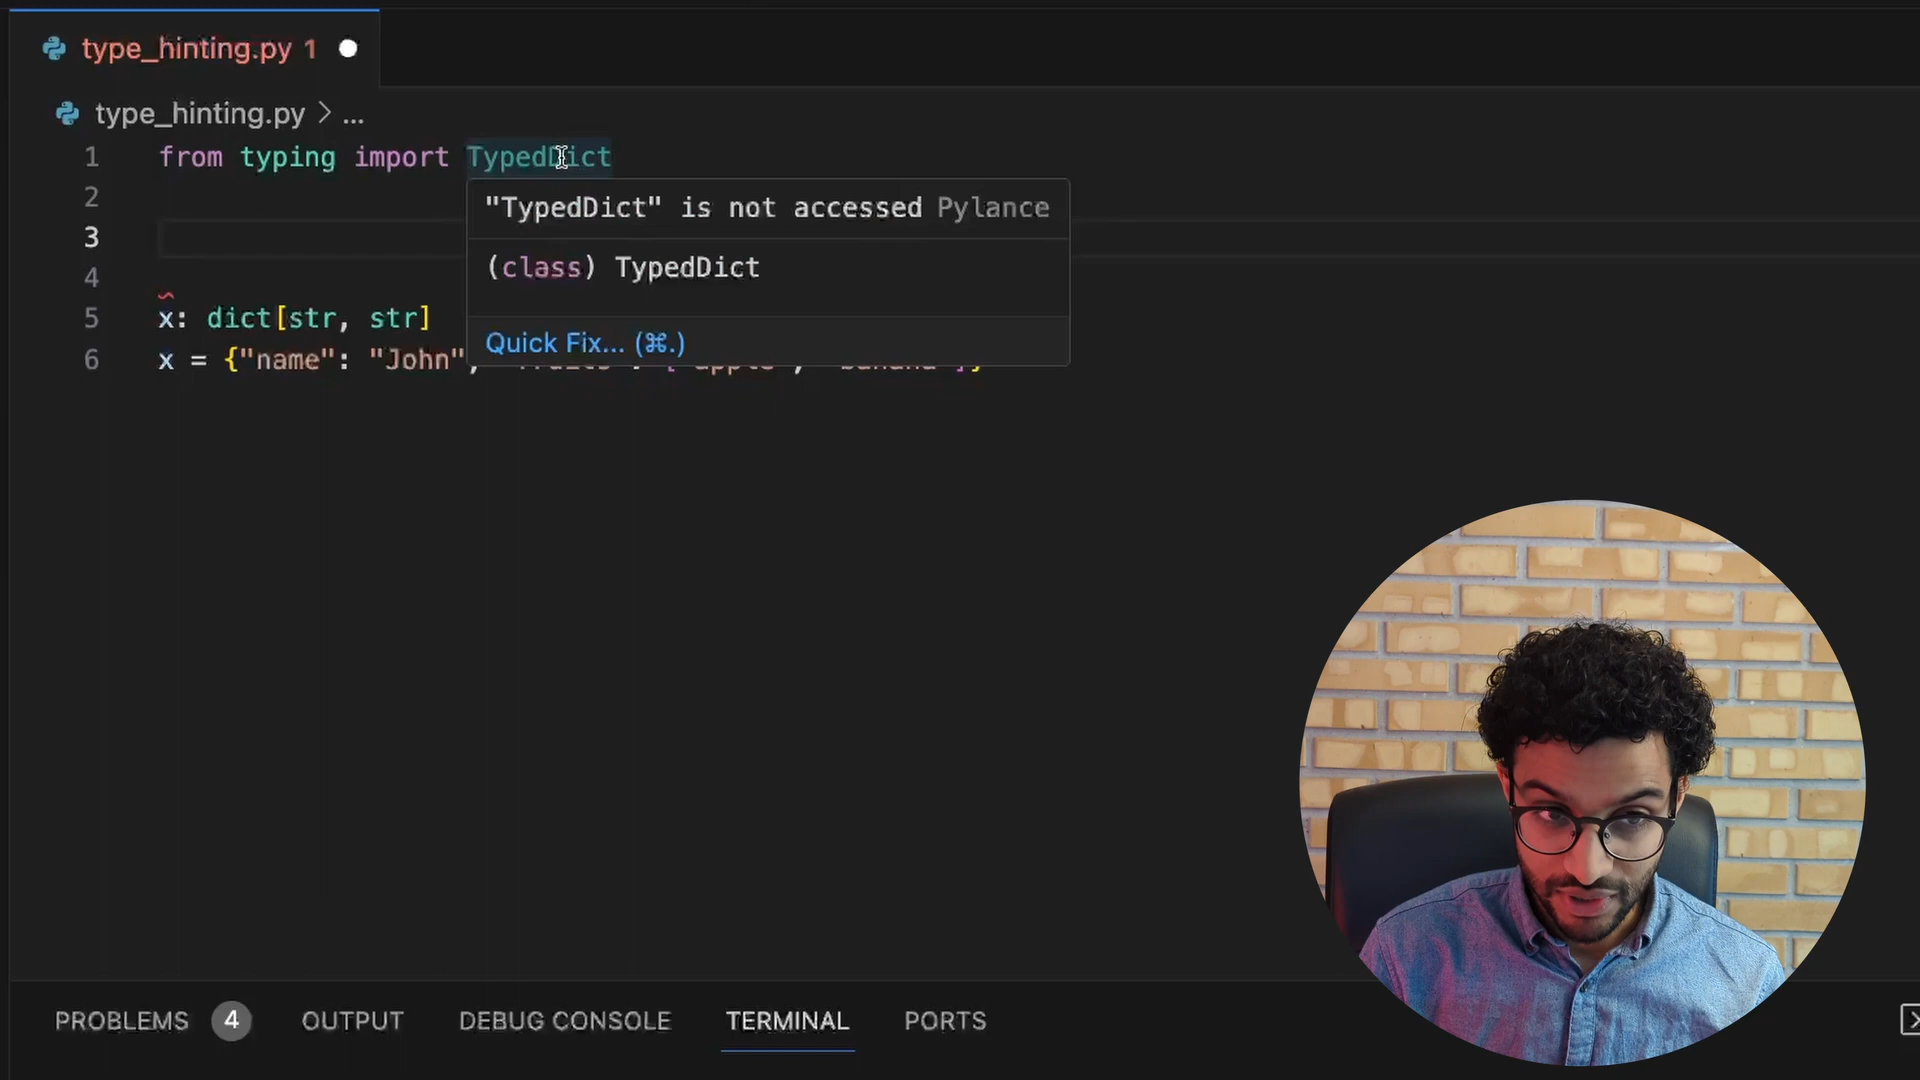 type_hinting.py 1
type_hinting.py > ...
1 from typing import TypedDict
2
"TypedDict" is not accessed Pylance
3
(class) TypedDict
4
5 x: dict[str, str]
Quick Fix... (⌘.)
6 x = {"name": "John",
PROBLEMS 4 OUTPUT DEBUG CONSOLE TERMINAL PORTS